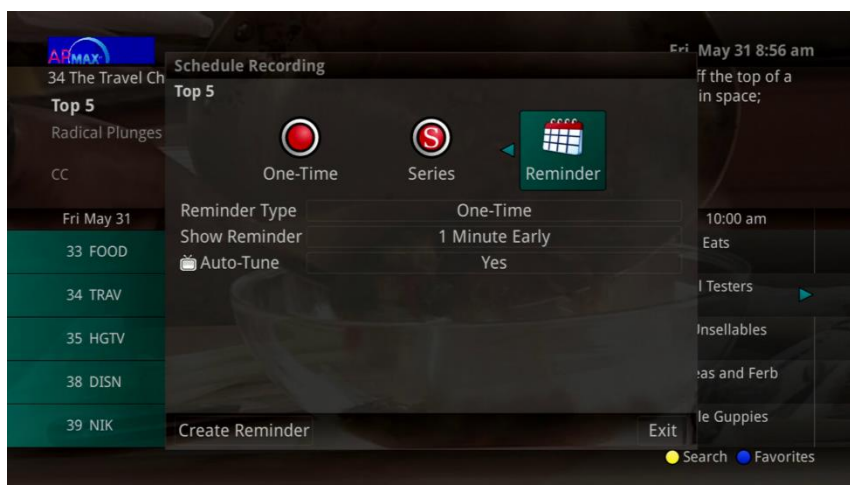 APMAX
Fri May 31 8:56 am
34 The Travel Ch
ff the top of a
Top 5
in space;
Radical Plunges
CC
Schedule Recording
Top 5
One-Time
S
Series
Reminder
Reminder Type One-Time
Show Reminder 1 Minute Early
Auto-Tune Yes
Create Reminder Exit
Fri May 31 10:00 am
33 FOOD Eats
34 TRAV l Testers
35 HGTV Unsellables
38 DISN eas and Ferb
39 NIK le Guppies
Search Favorites